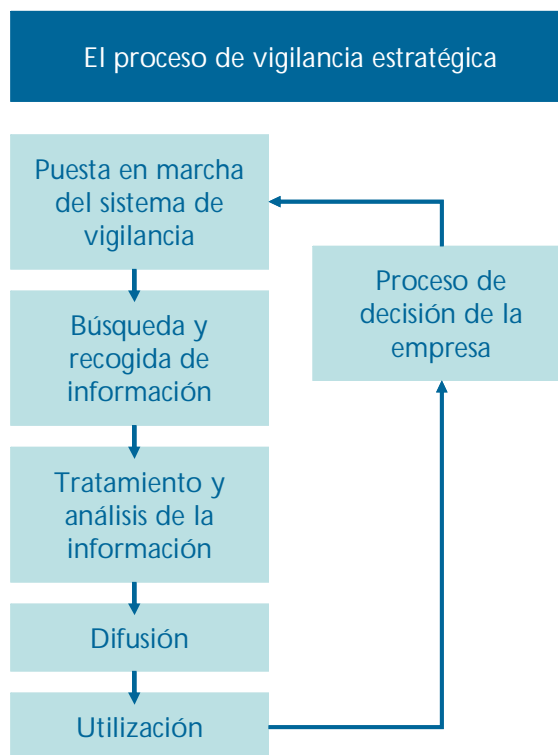 El proceso de vigilancia estratégica
Puesta en marcha
del sistema de
vigilancia
Búsqueda y
recogida de
información
Tratamiento y
análisis de la
información
Difusión
Utilización
Proceso de
decisión de la
empresa